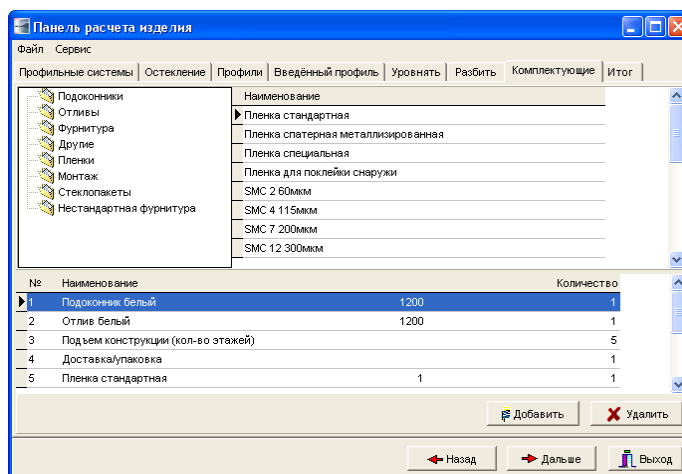 Панель расчета изделия
Файл Сервис
Профильные системы Остекление Профили Введённый профиль Уровнять Разбить Комплектующие Итог
Подоконники
Отливы
Фурнитура
Другие
Пленки
Монтаж
Стеклопакеты
Нестандартная фурнитура
Наименование
Пленка стандартная
Пленка спатерная металлизированная
Пленка специальная
Пленка для поклейки снаружи
SMC 2 60мкм
SMC 4 115мкм
SMC 7 200мкм
SMC 12 300мкм
№ Наименование Количество
1 Подоконник белый 1200 1
2 Отлив белый 1200 1
3 Подъем конструкции (кол-во этажей) 5
4 Доставка/упаковка 1
5 Пленка стандартная 1 1
Добавить Удалить
Назад Дальше Выход